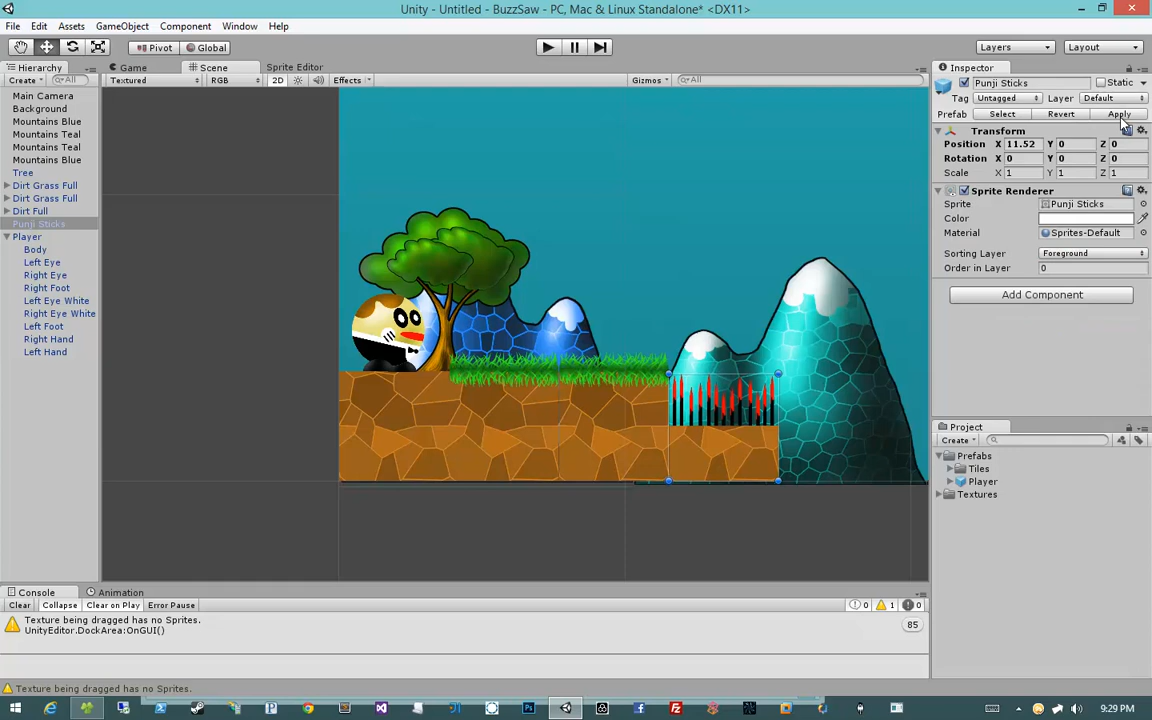 Unity - Untitled - BuzzSaw - PC, Mac & Linux Standalone* <DX11>
File Edit Assets GameObject Component Window Help
Pivot Global Layers Layout
Hierarchy Game Scene Sprite Editor Inspector
Create All Textured RGB 2D Effects Gizmos All
Main Camera
Background
Mountains Blue
Mountains Teal
Mountains Teal
Mountains Blue
Tree
Dirt Grass Full
Dirt Grass Full
Dirt Full
Punji Sticks
Player
Body
Left Eye
Right Eye
Right Foot
Left Eye White
Right Eye White
Left Foot
Right Hand
Left Hand
Punji Sticks Static
Tag Untagged Layer Default
Prefab Select Revert Apply
Transform
Position X 11.52 Y 0 Z 0
Rotation X 0 Y 0 Z 0
Scale X 1 Y 1 Z 1
Sprite Renderer
Sprite Punji Sticks
Color
Material Sprites-Default
Sorting Layer Foreground
Order in Layer 0
Add Component
Project
Create
Prefabs
Tiles
Player
Textures
Console Animation
Clear Collapse Clear on Play Error Pause 0 1 0
Texture being dragged has no Sprites.
UnityEditor.DockArea:OnGUI()
85
Texture being dragged has no Sprites.
9:29 PM